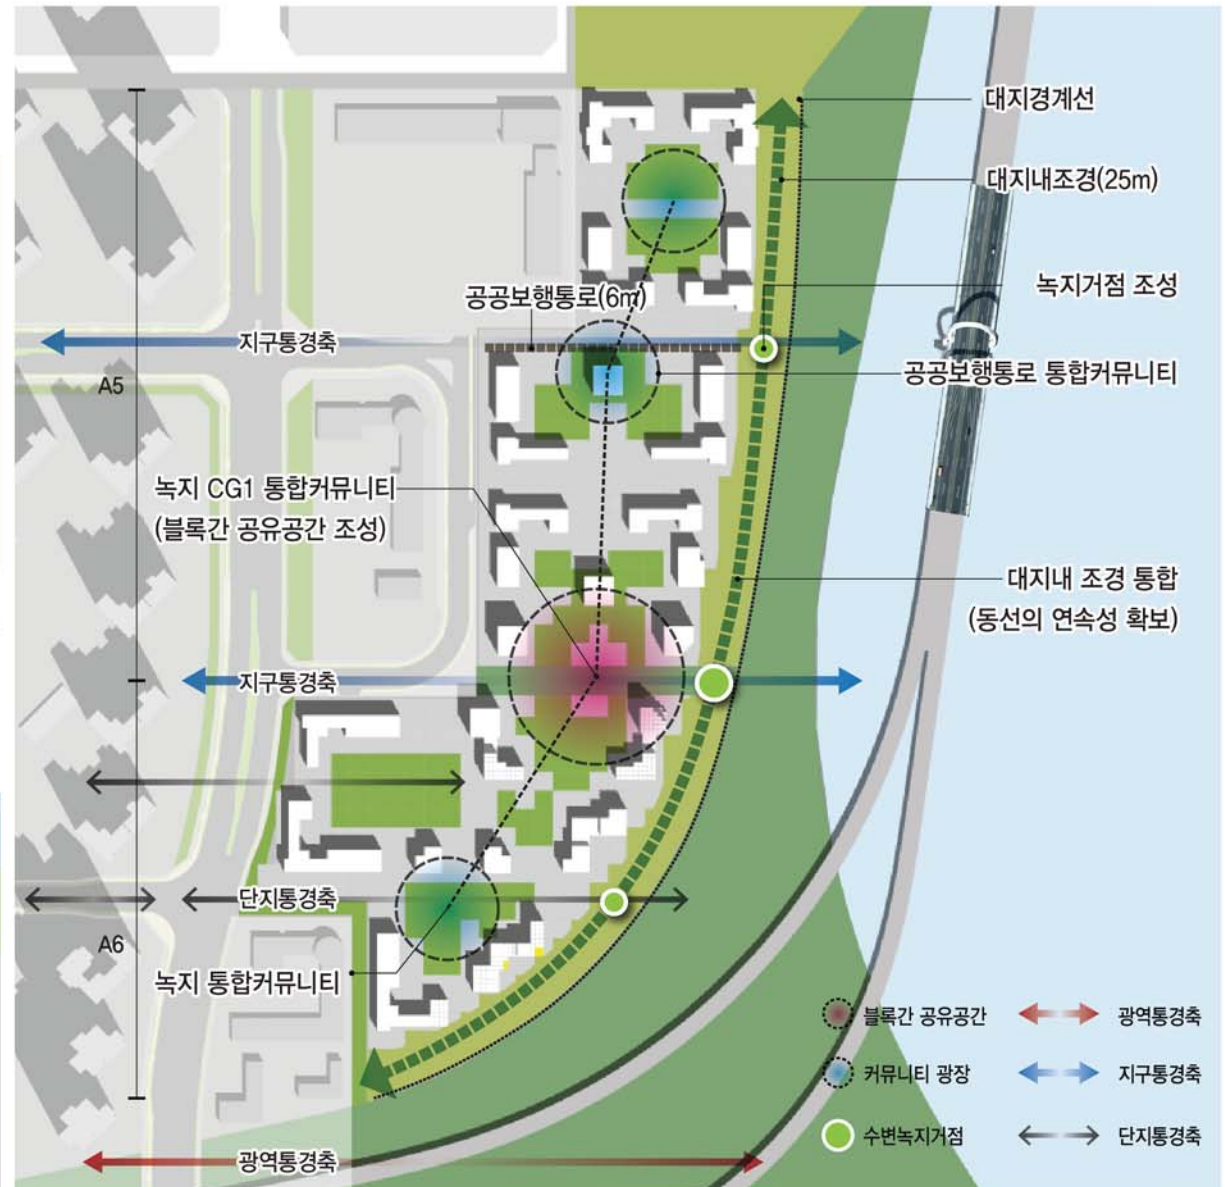 대지경계선
대지내조경(25m)
녹지거점 조성
공공보행통로(6m)
지구통경축
공공보행통로 통합커뮤니티
A5
녹지 CG1 통합커뮤니티
(블록간 공유공간 조성)
대지내 조경 통합
(동선의 연속성 확보)
지구통경축
단지통경축
A6
녹지 통합커뮤니티
블록간 공유공간
광역통경축
커뮤니티 광장
지구통경축
수변녹지거점
단지통경축
광역통경축